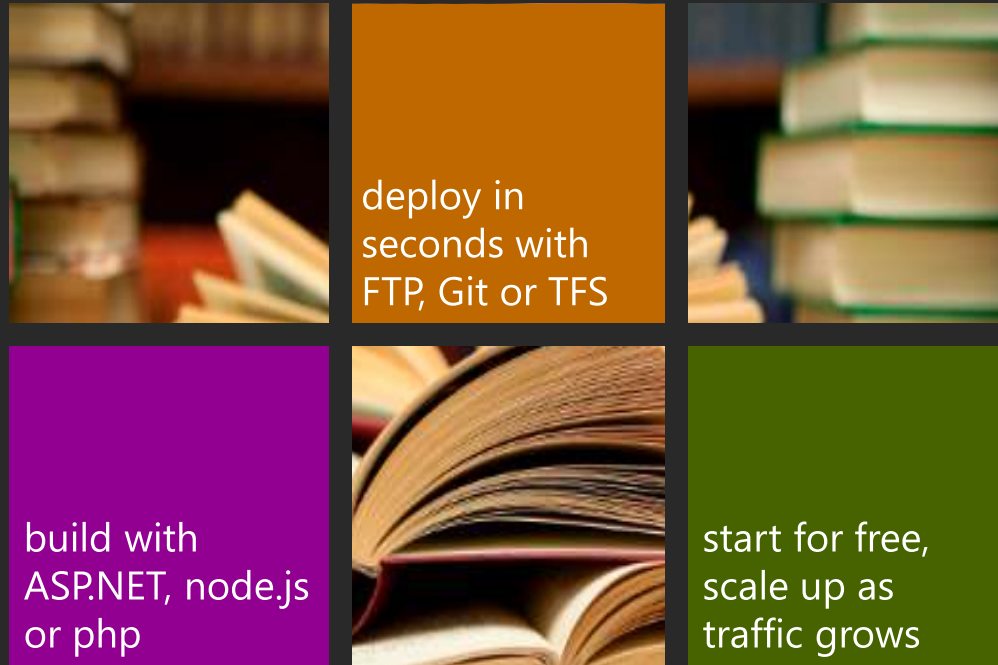 deploy in
seconds with
FTP, Git or TFS
build with
ASP.NET, node.js
or php
start for free,
scale up as
traffic grows